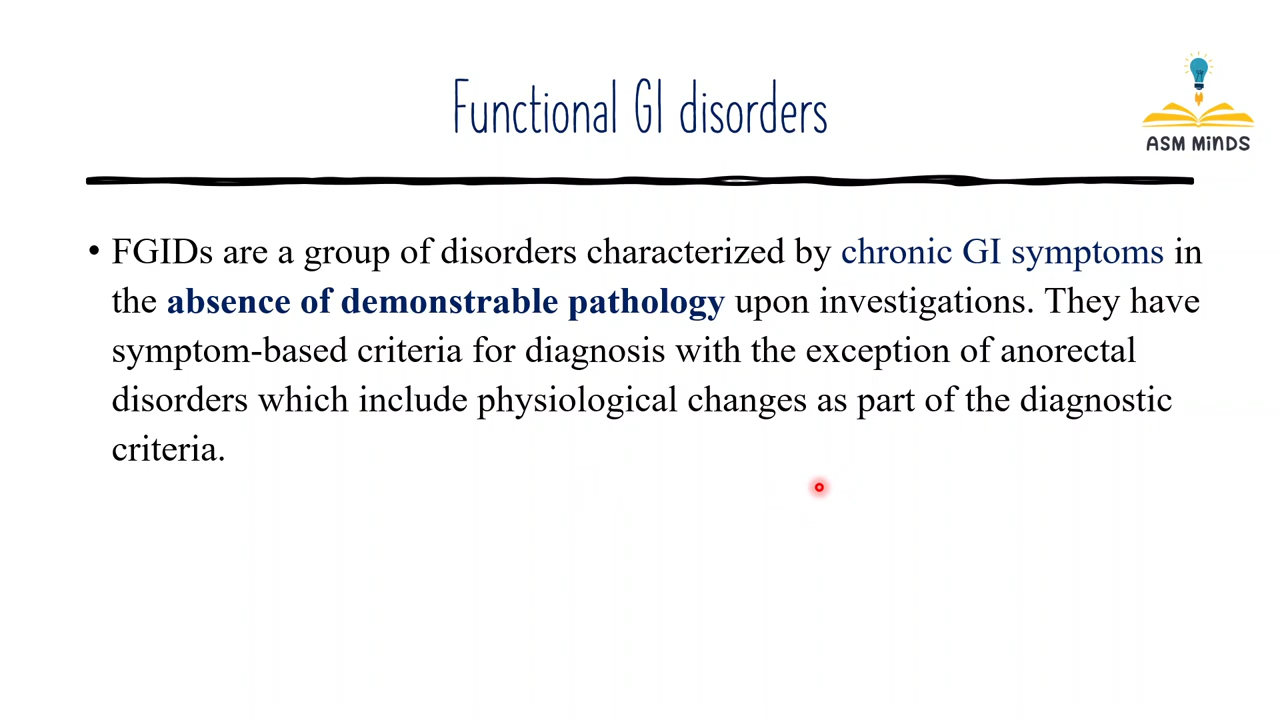 Functional GI disorders
ASM MiNDS
• FGIDs are a group of disorders characterized by chronic GI symptoms in
the absence of demonstrable pathology upon investigations. They have
symptom-based criteria for diagnosis with the exception of anorectal
disorders which include physiological changes as part of the diagnostic
criteria.